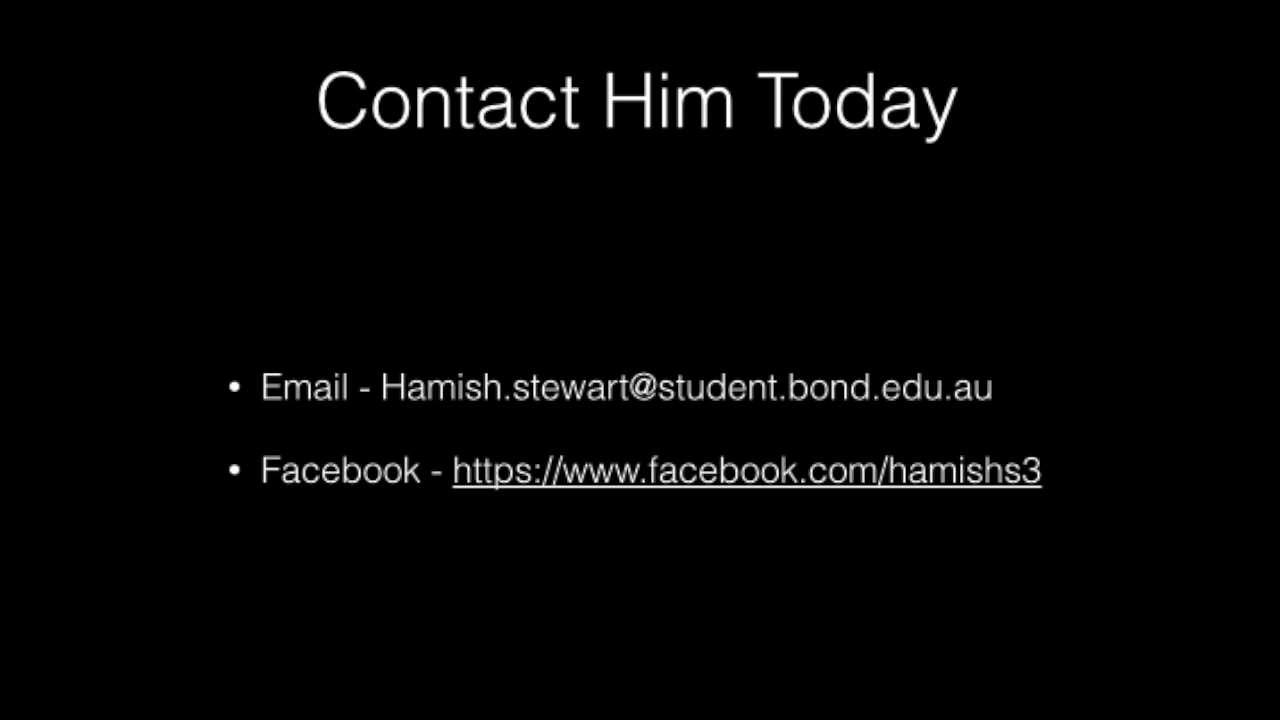 Contact Him Today
• Email - Hamish.stewart@student.bond.edu.au
• Facebook - https://www.facebook.com/hamishs3